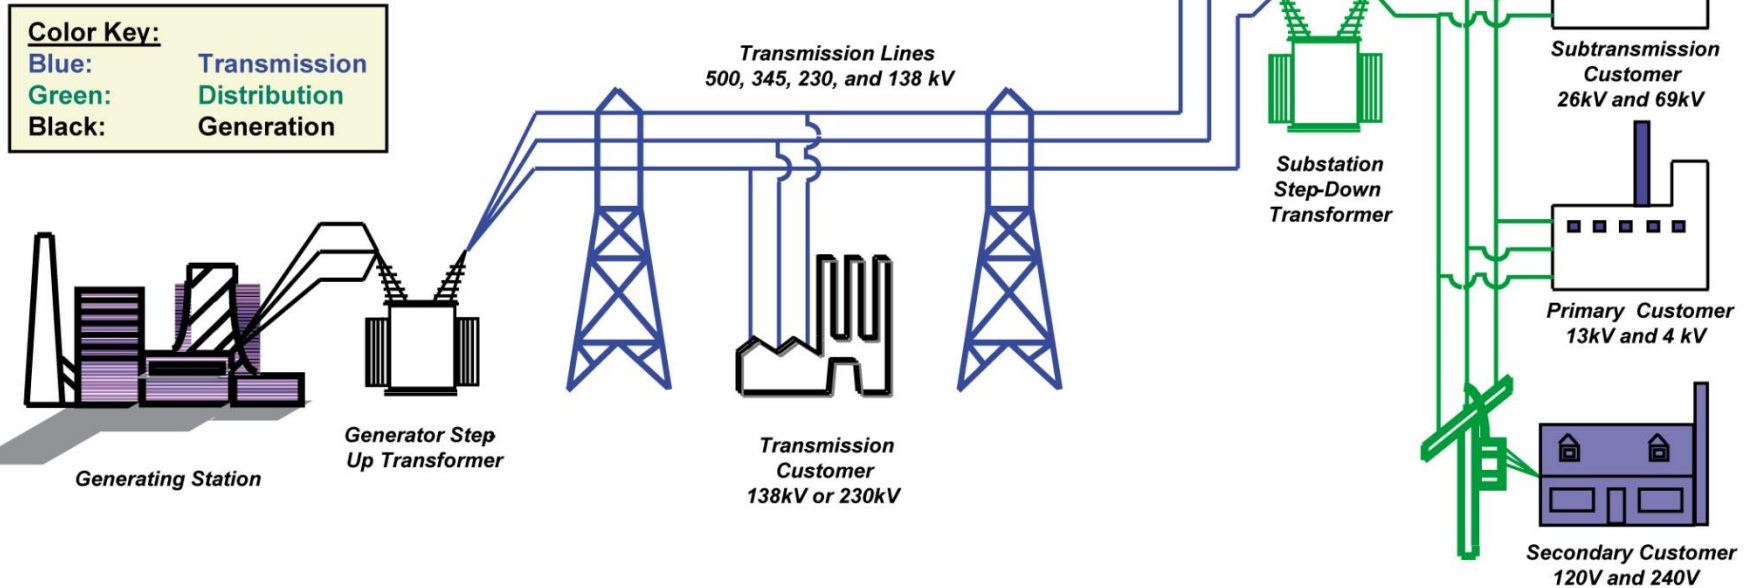 Color Key:
Blue: Transmission
Green: Distribution
Black: Generation
Transmission Lines
500, 345, 230, and 138 kV
Subtransmission
Customer
26kV and 69kV
Substation
Step-Down
Transformer
Primary Customer
13kV and 4 kV
Generating Station
Generator Step
Up Transformer
Transmission
Customer
138kV or 230kV
Secondary Customer
120V and 240V